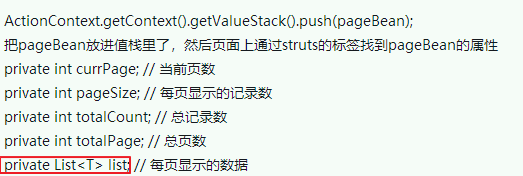 ActionContext.getContext().getValueStack().push(pageBean);
把pageBean放进值栈里了，然后页面上通过struts的标签找到pageBean的属性
private int currPage; // 当前页数
private int pageSize; // 每页显示的记录数
private int totalCount; // 总记录数
private int totalPage; // 总页数
private List<T> list; // 每页显示的数据